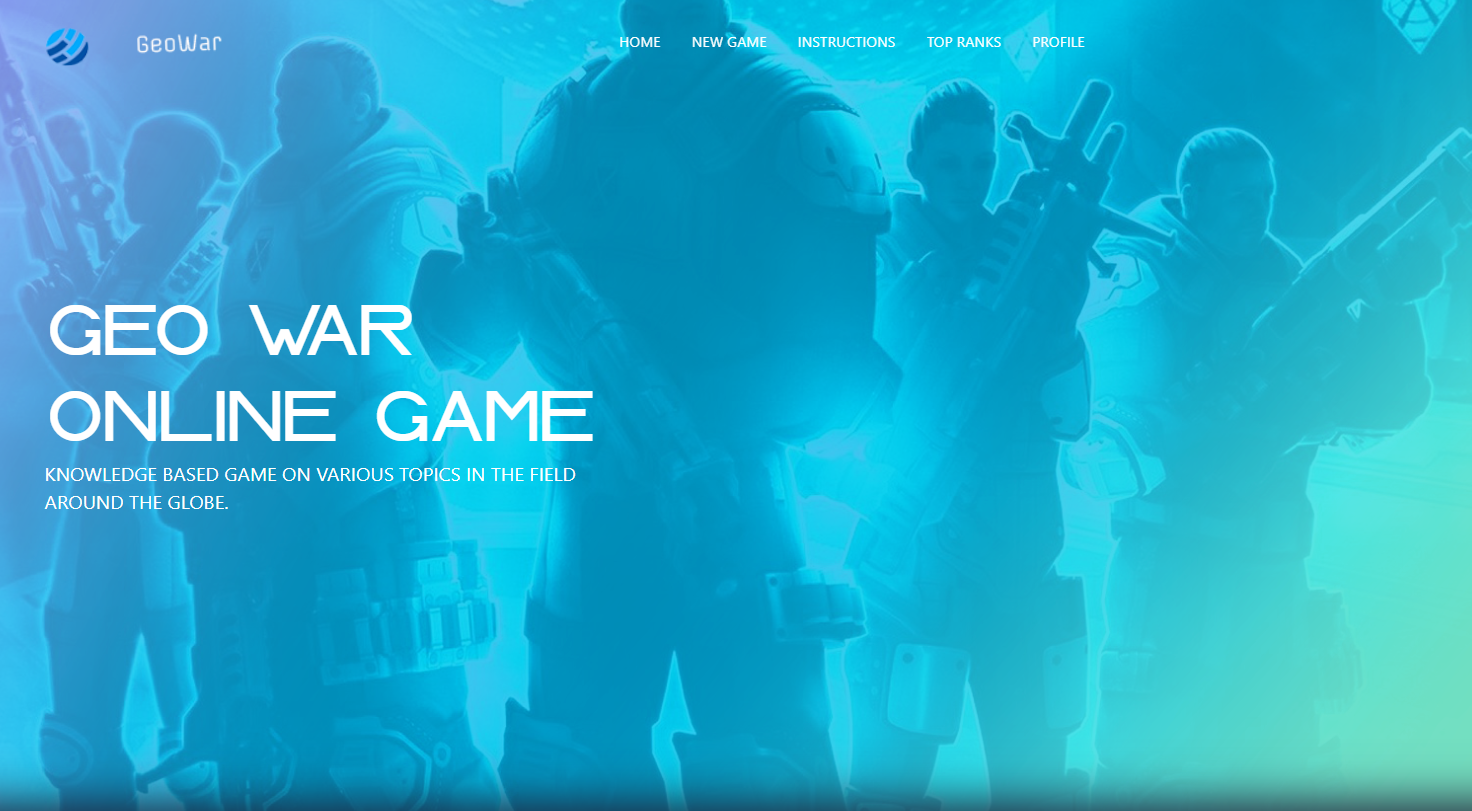 GeoWar
HOME NEW GAME INSTRUCTIONS TOP RANKS PROFILE
GEO WAR
ONLINE GAME
KNOWLEDGE BASED GAME ON VARIOUS TOPICS IN THE FIELD
AROUND THE GLOBE.